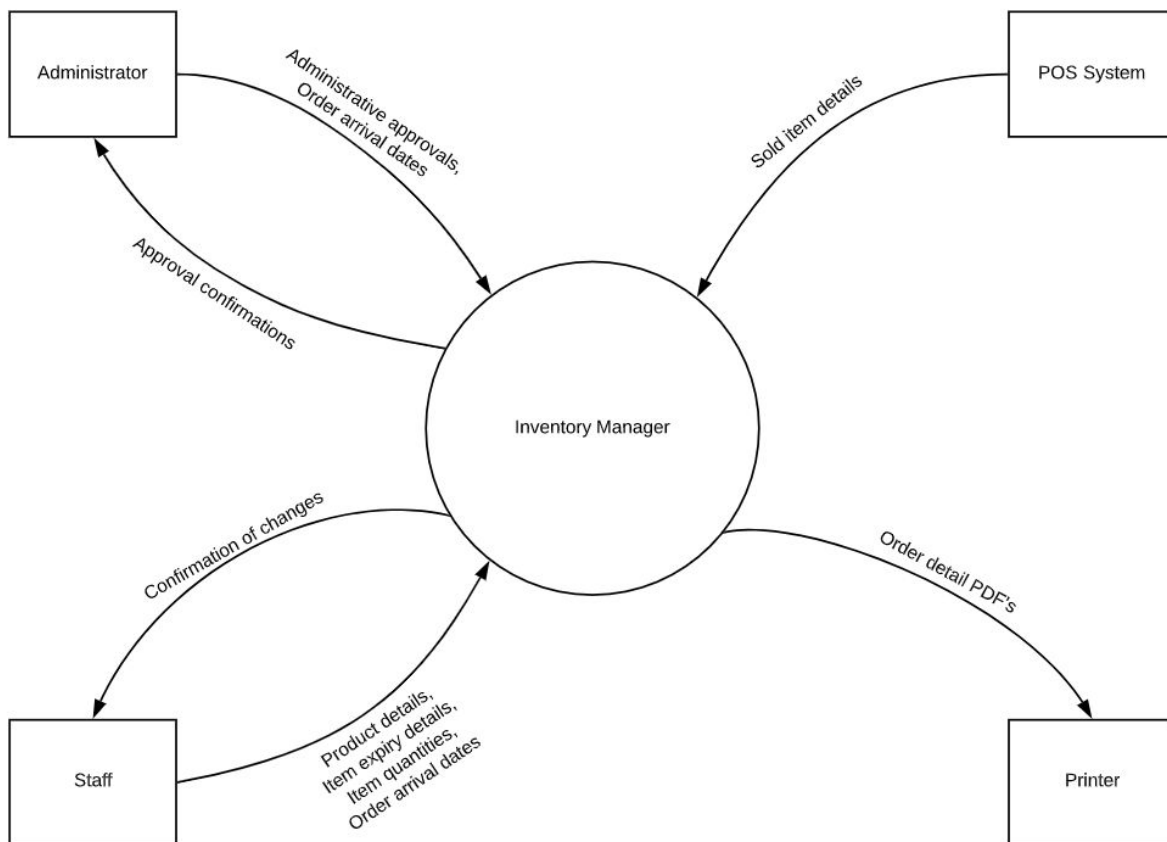 Administrator
Administrative approvals,
Order arrival dates
POS System
Sold item details
Approval confirmations
Inventory Manager
Confirmation of changes
Order detail PDF's
Product details,
Item expiry details,
Item quantities,
Order arrival dates
Staff
Printer